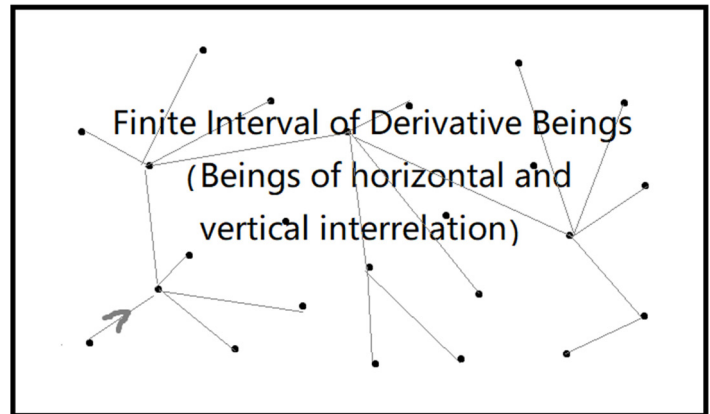 Finite Interval of Derivative Beings
(Beings of horizontal and
vertical interrelation)